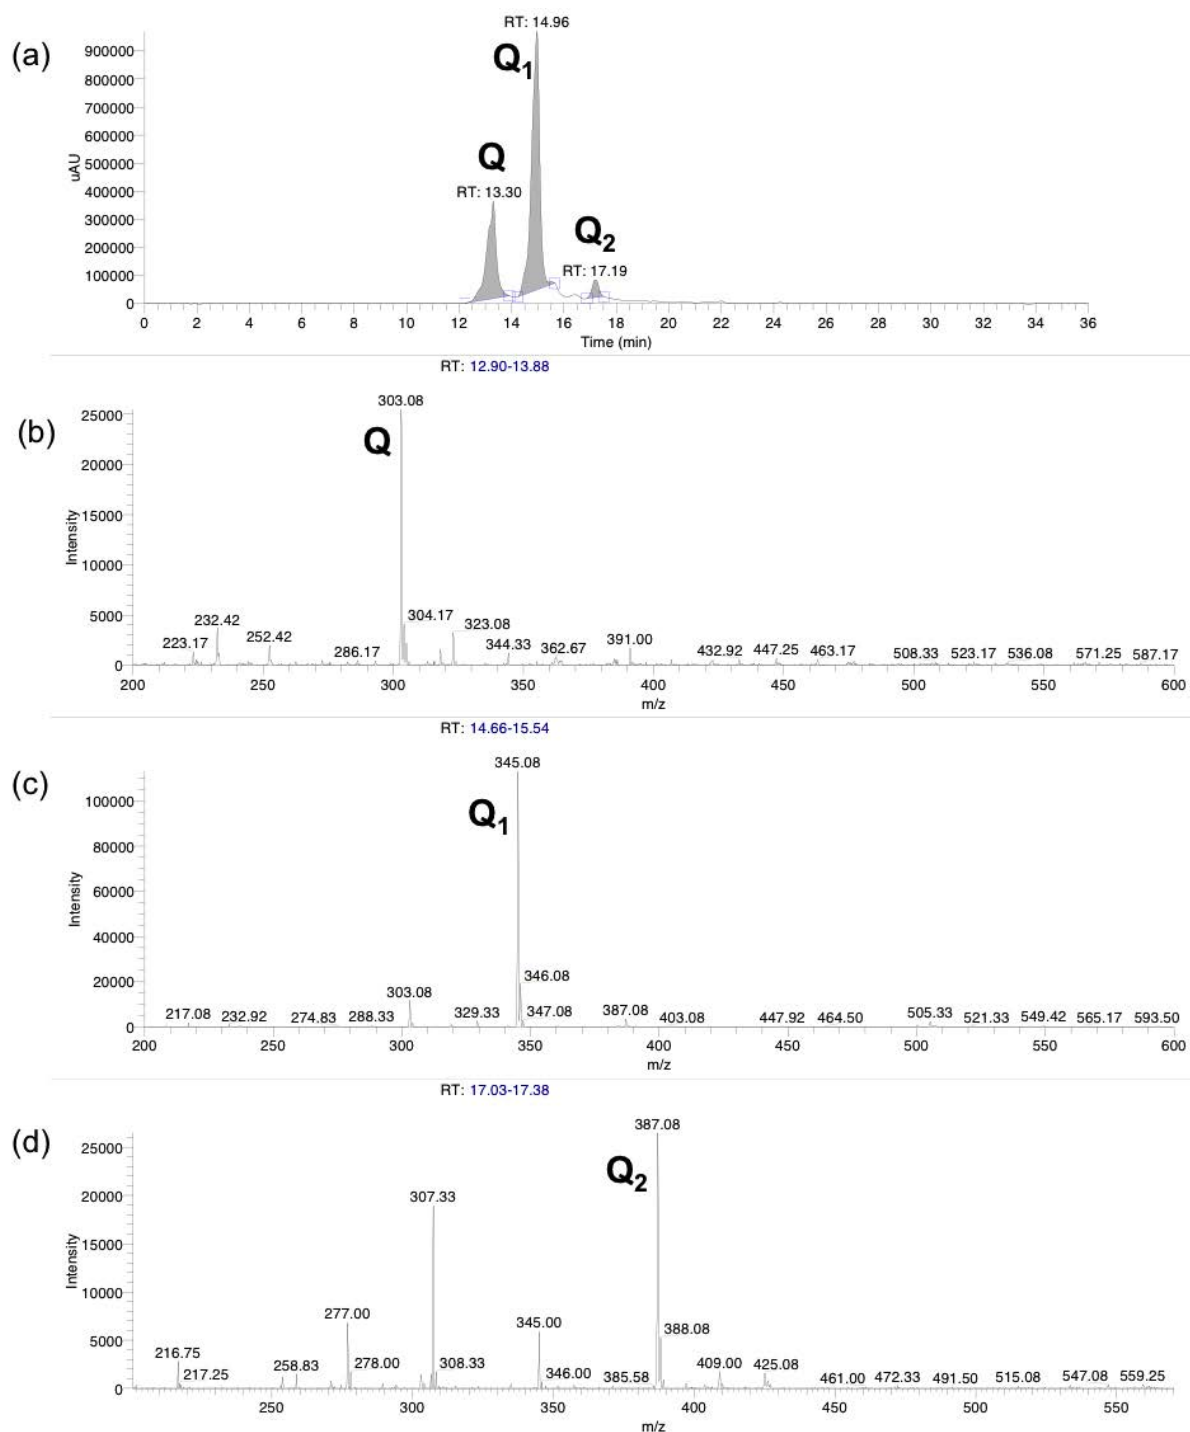 (a)
RT: 14.96
Q1
Q
RT: 13.30
Q2
RT: 17.19
uAU
900000
800000
700000
600000
500000
400000
300000
200000
100000
0
0 2 4 6 8 10 12 14 16 18 20 22 24 26 28 30 32 34 36
Time (min)
RT: 12.90-13.88
(b)
303.08
Q
Intensity
25000
20000
15000
10000
5000
0
223.17 232.42 252.42 286.17 304.17 323.08 344.33 362.67 391.00 432.92 447.25 463.17 508.33 523.17 536.08 571.25 587.17
200 250 300 350 400 450 500 550 600
m/z
RT: 14.66-15.54
(c)
345.08
Q1
Intensity
100000
80000
60000
40000
20000
0
217.08 232.92 274.83 288.33 303.08 329.33 346.08 347.08 387.08 403.08 447.92 464.50 505.33 521.33 549.42 565.17 593.50
200 250 300 350 400 450 500 550 600
m/z
RT: 17.03-17.38
(d)
387.08
Q2
307.33
Intensity
25000
20000
15000
10000
5000
0
216.75 217.25 258.83 277.00 278.00 308.33 345.00 346.00 385.58 388.08 409.00 425.08 461.00 472.33 491.50 515.08 547.08 559.25
250 300 350 400 450 500 550
m/z